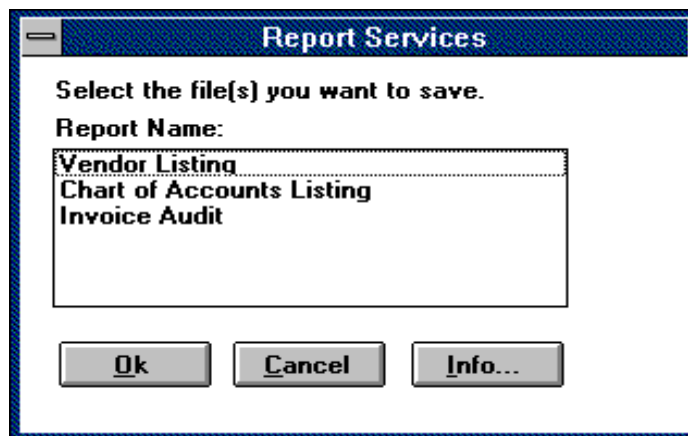 Report Services
Select the file(s) you want to save.
Report Name:
Vendor Listing
Chart of Accounts Listing
Invoice Audit
Ok Cancel Info...